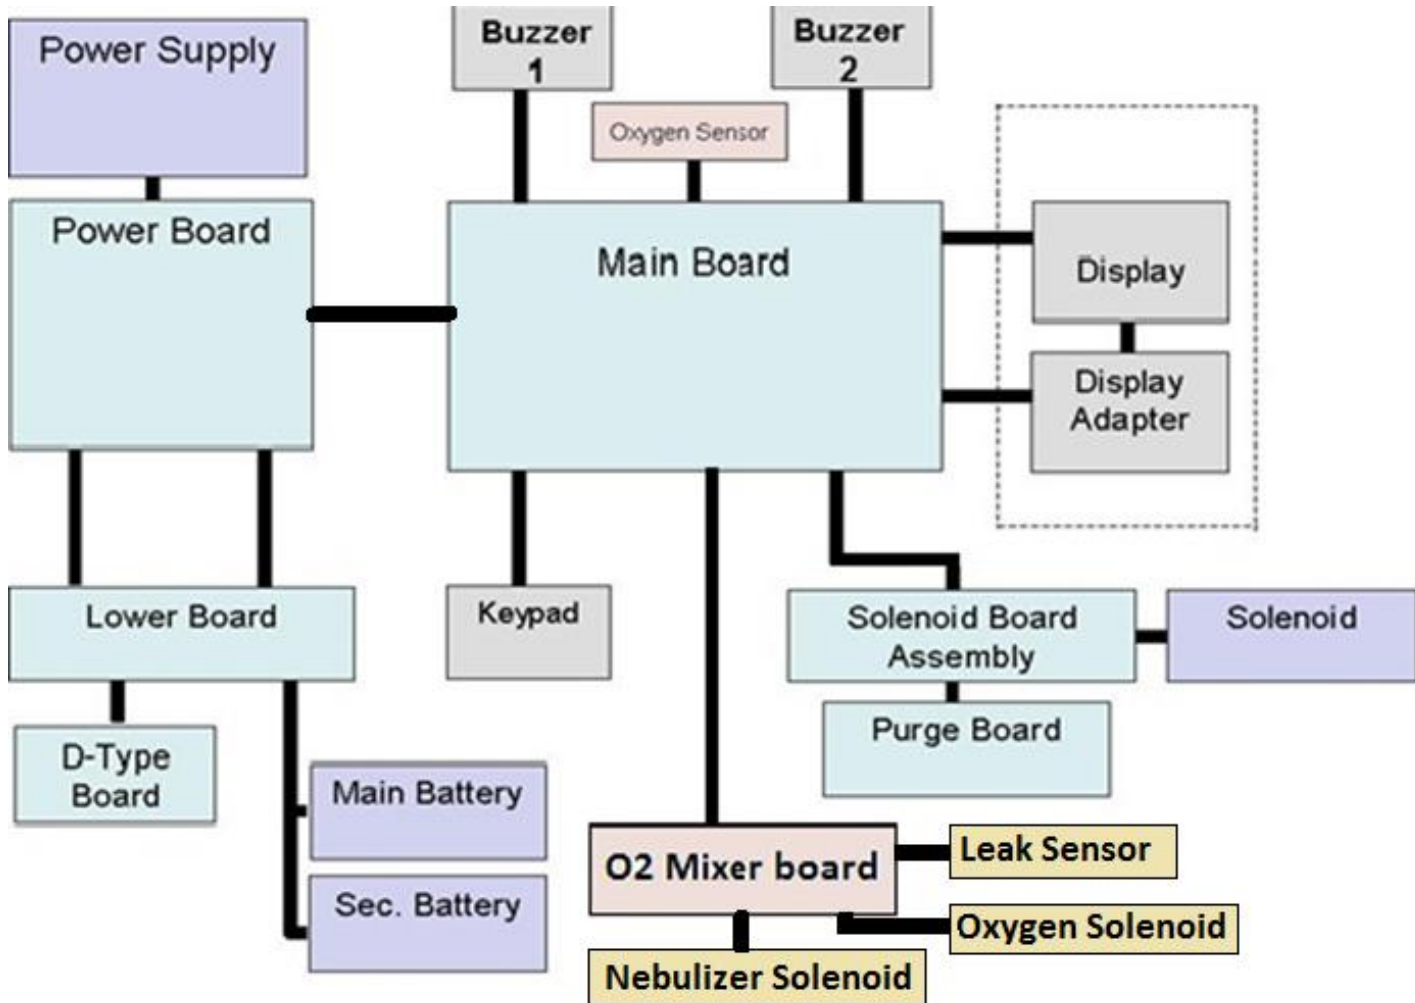 Power Supply
Buzzer
1
Buzzer
2
Oxygen Sensor
Power Board
Main Board
Display
Display
Adapter
Lower Board
Keypad
Solenoid Board
Assembly
Solenoid
Purge Board
D-Type
Board
Main Battery
Sec. Battery
O2 Mixer board
Leak Sensor
Oxygen Solenoid
Nebulizer Solenoid